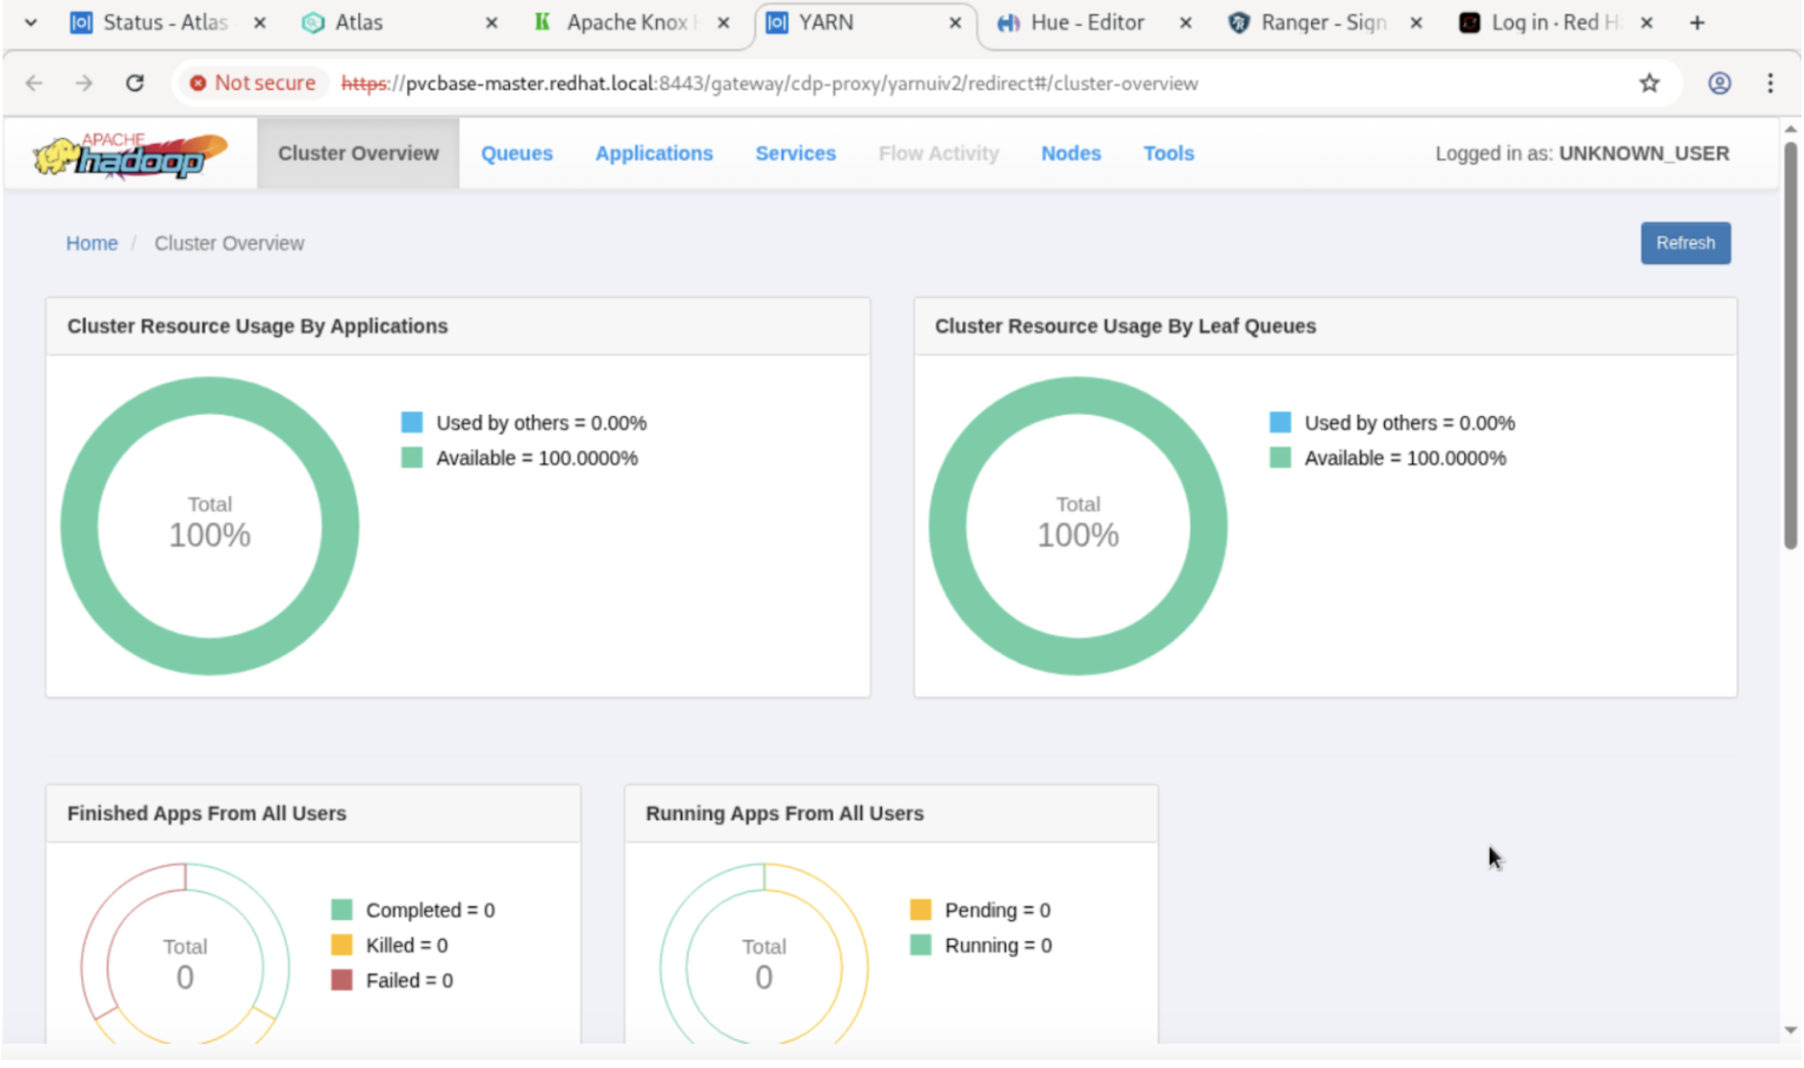 Status - Atlas
Atlas
Apache Knox
YARN
Hue - Editor
Ranger - Sign
Log in · Red H
Not secure https://pvcbase-master.redhat.local:8443/gateway/cdp-proxy/yarnuiv2/redirect#/cluster-overview
APACHE
hadoop
Cluster Overview Queues Applications Services Flow Activity Nodes Tools Logged in as: UNKNOWN_USER
Home / Cluster Overview
Refresh
Cluster Resource Usage By Applications
Total
100%
Used by others = 0.00%
Available = 100.0000%
Cluster Resource Usage By Leaf Queues
Total
100%
Used by others = 0.00%
Available = 100.0000%
Finished Apps From All Users
Total
0
Completed = 0
Killed = 0
Failed = 0
Running Apps From All Users
Total
0
Pending = 0
Running = 0